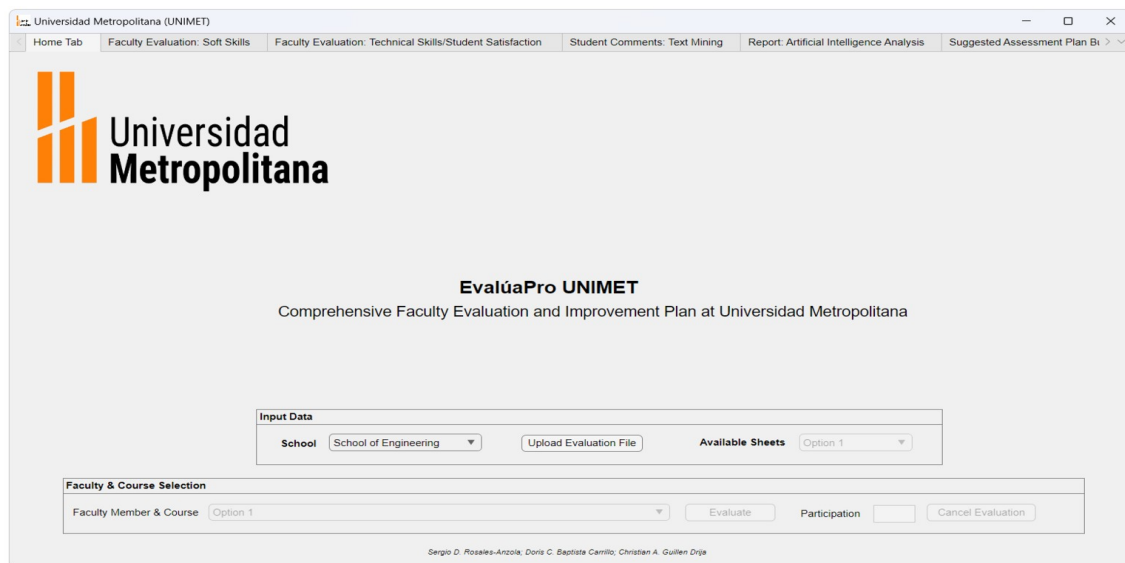 Universidad Metropolitana (UNIMET)
Home Tab Faculty Evaluation: Soft Skills Faculty Evaluation: Technical Skills/Student Satisfaction Student Comments: Text Mining Report: Artificial Intelligence Analysis Suggested Assessment Plan
Universidad
Metropolitana
EvalúaPro UNIMET
Comprehensive Faculty Evaluation and Improvement Plan at Universidad Metropolitana
Input Data
School School of Engineering Upload Evaluation File Available Sheets Option 1
Faculty & Course Selection
Faculty Member & Course Option 1 Evaluate Participation Cancel Evaluation
Sergio D. Rosales-Anzola; Doris C. Baptista Carrillo; Christian A. Guillen Drija